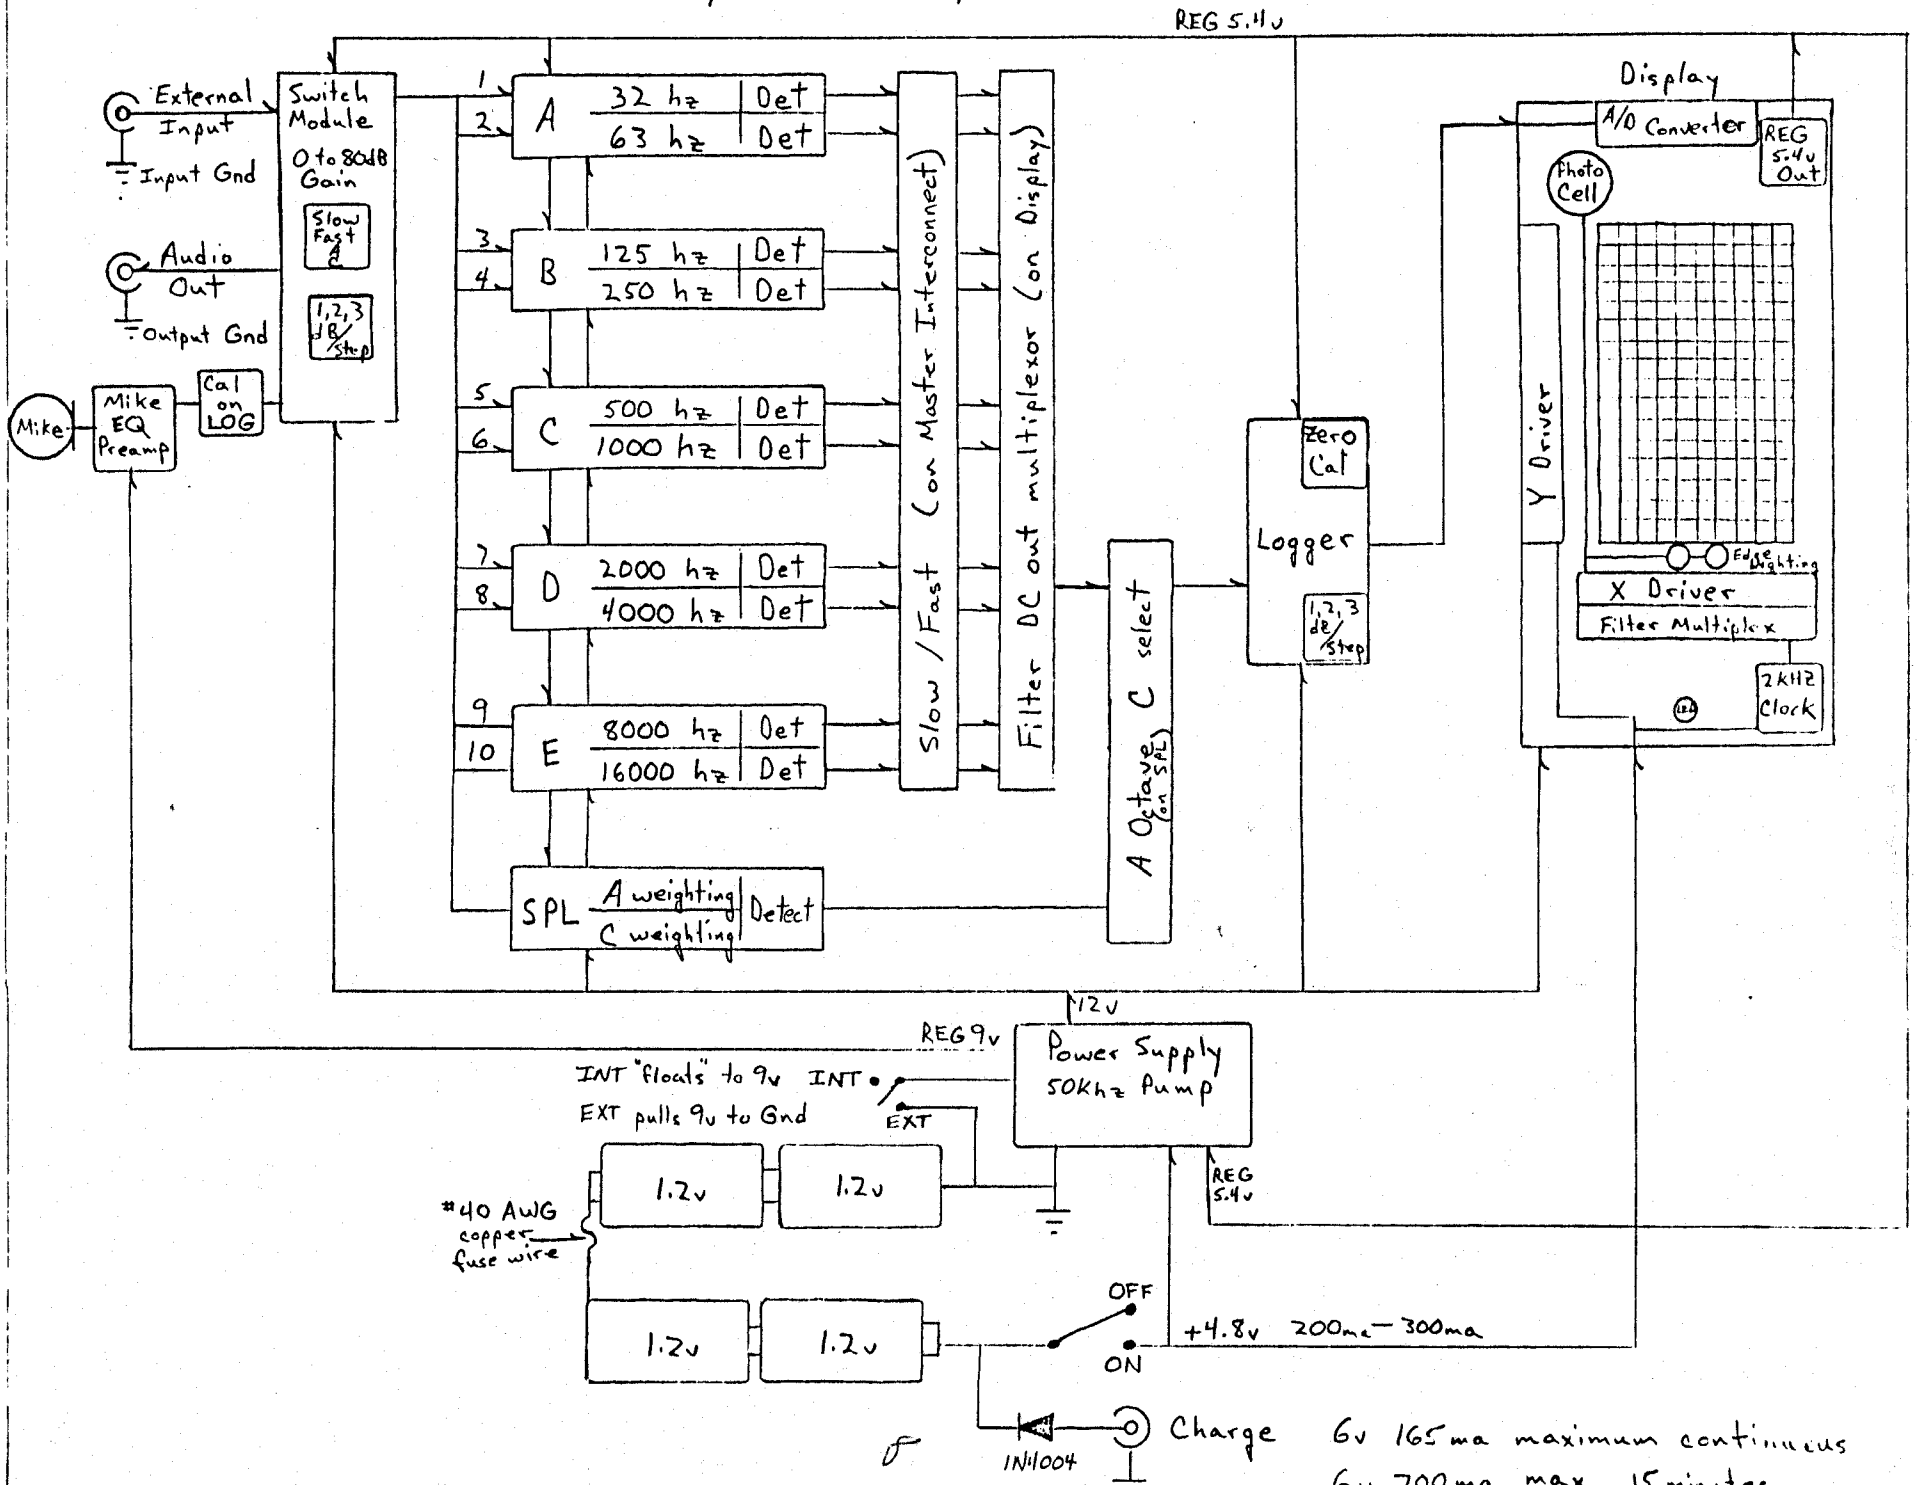 REG 5.4v
External
Input
Input Gnd
Audio
Out
Output Gnd
Mike
Mike
EQ
Preamp
Cal
on
LOG
Switch
Module
0 to 80dB
Gain
Slow
Fast
A
C
1,2,3
dB/
Step
1
2
A
32 hz
Det
63 hz
Det
3
4
B
125 hz
Det
250 hz
Det
5
6
C
500 hz
Det
1000 hz
Det
7
8
D
2000 hz
Det
4000 hz
Det
9
10
E
8000 hz
Det
16000 hz
Det
SPL
A weighting
C weighting
Detect
Slow / Fast (on Master Interconnect)
Filter DC out multiplexor (on Display)
A Octave C select
(on SPL)
Zero
Cal
Logger
1,2,3
dB
/Step
Display
A/D Converter
REG
5.4v
Out
Photo
Cell
Y Driver
Edge
Lighting
X Driver
Filter Multiplex
2KHZ
Clock
LED
12v
REG 9v
Power Supply
50Khz Pump
INT "floats" to 9v
INT
EXT pulls 9v to Gnd
EXT
1.2v
1.2v
REG
5.4v
#40 AWG
copper
fuse wire
1.2v
1.2v
OFF
ON
+4.8v 200ma - 300ma
1N4004
Charge
6v 165ma maximum continuous
6v 700ma max 15 minutes